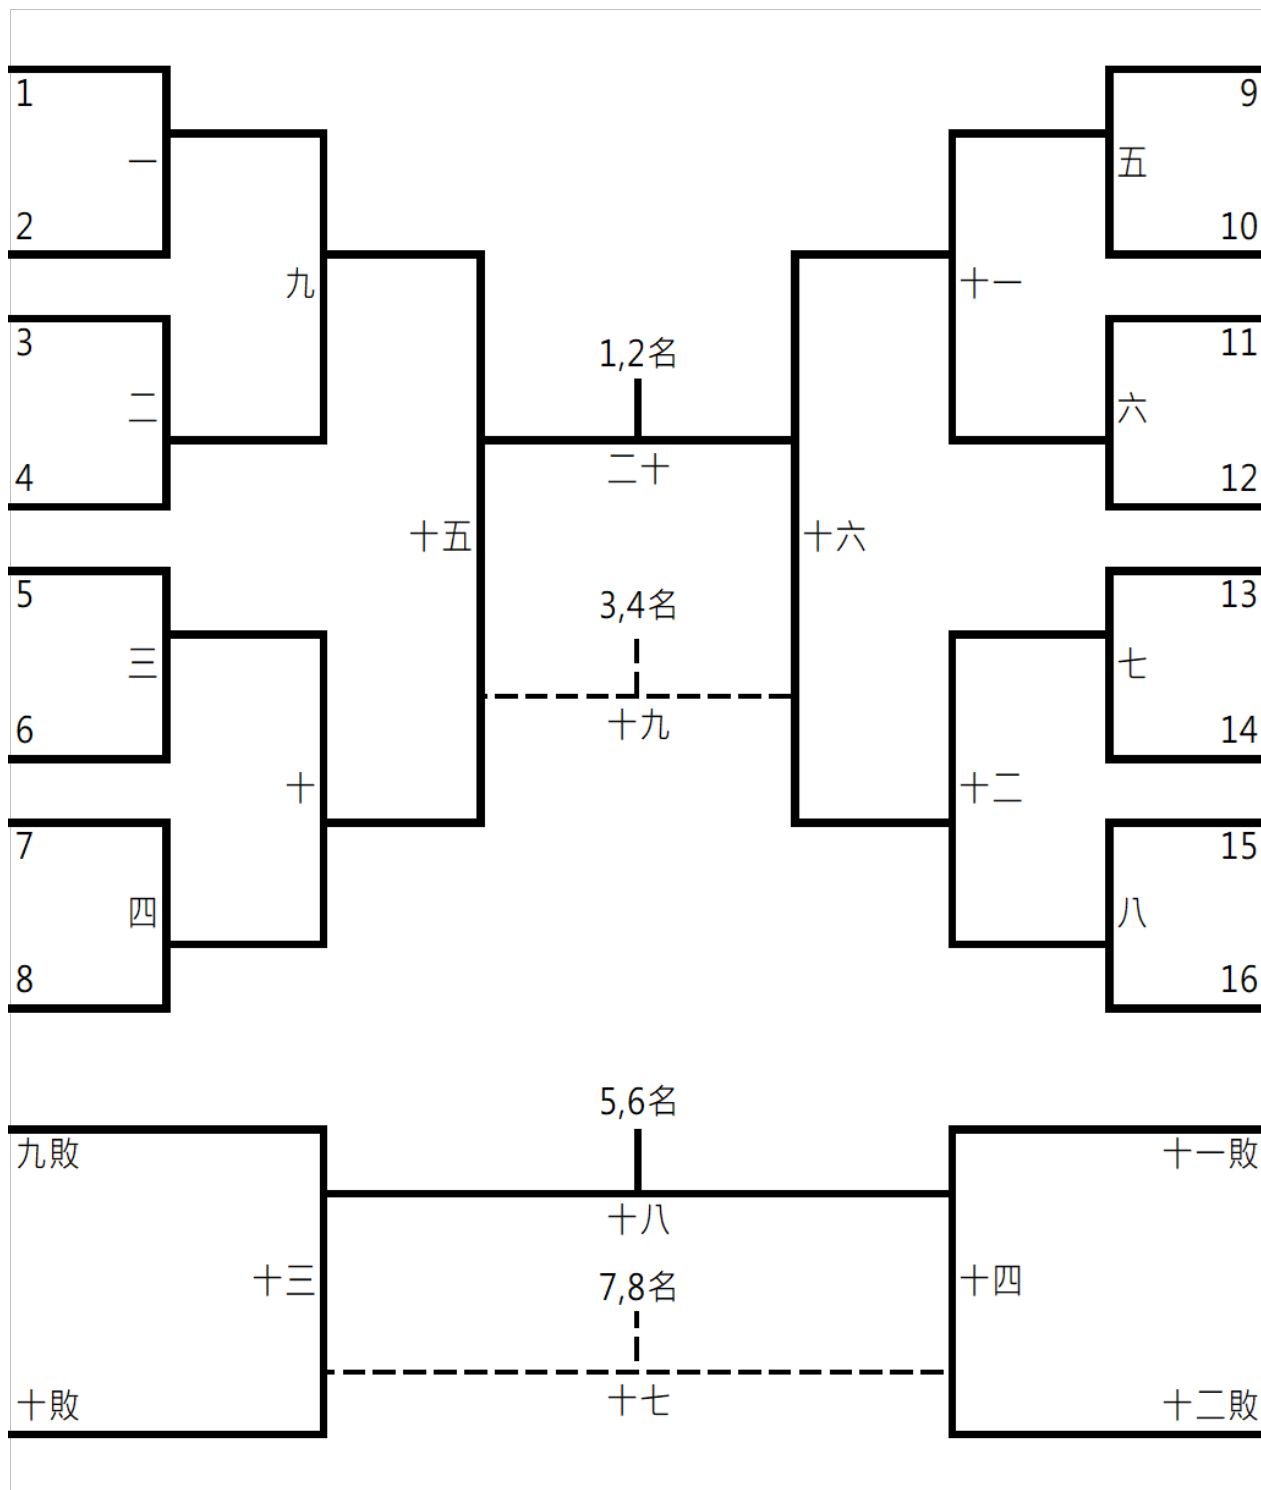 1
9
一
五
2
10
九
十一
3
11
1,2名
二
六
二十
4
12
十五
十六
5
13
3,4名
三
七
十九
6
14
十
十二
7
15
四
八
8
16
5,6名
九敗
十一敗
十八
十三
7,8名
十四
十七
十敗
十二敗